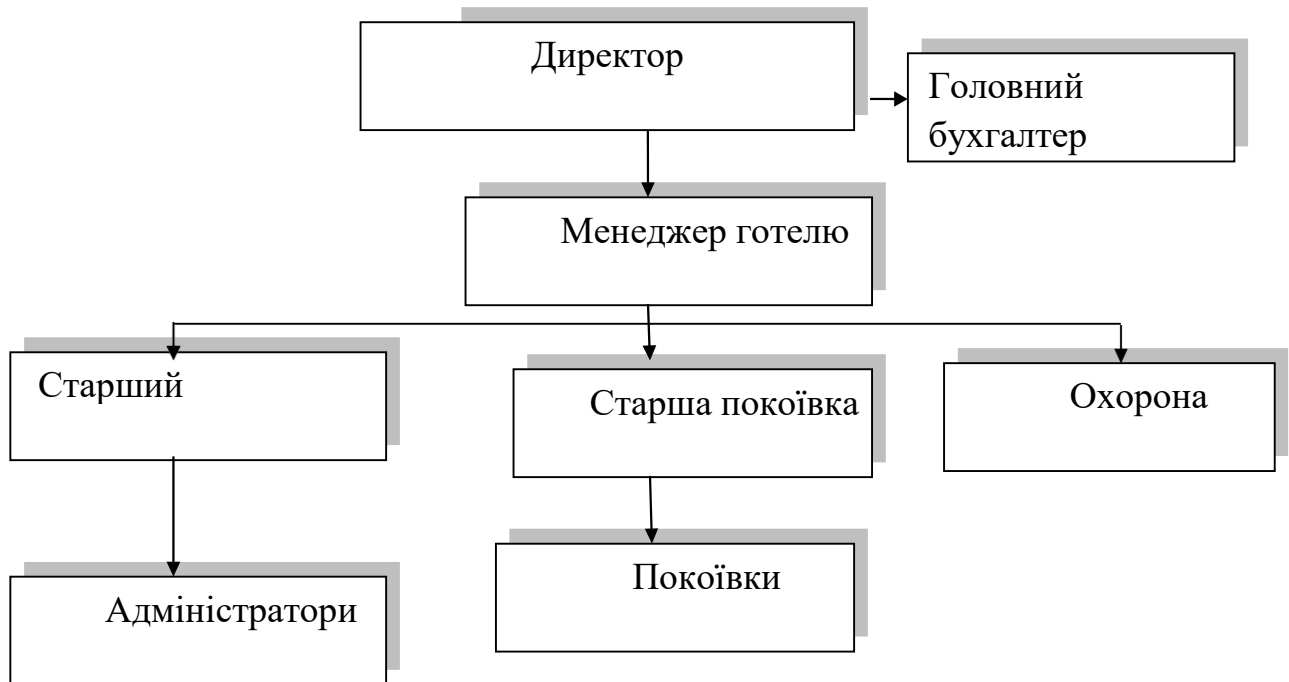 Директор
Головний
бухгалтер
Менеджер готелю
Старший
Старша покоївка
Охорона
Покоївки
Адміністратори